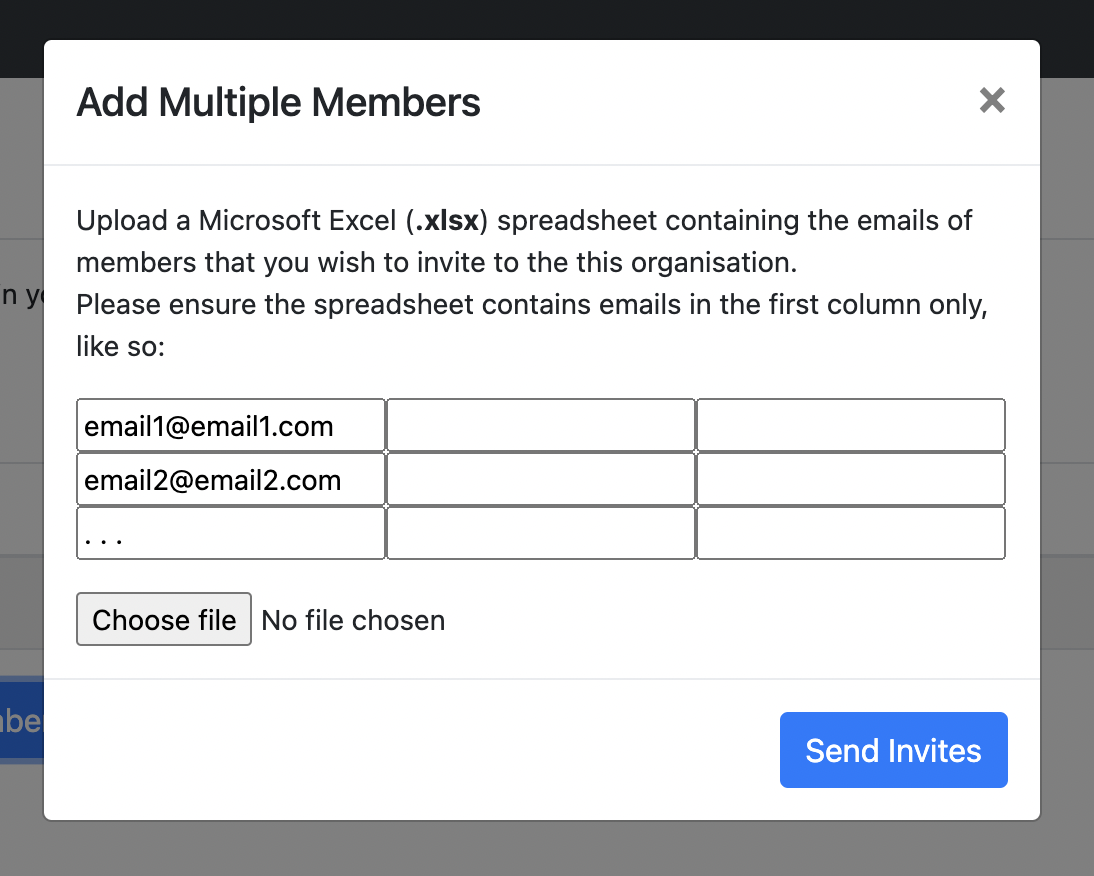 Add Multiple Members ×
Upload a Microsoft Excel (.xlsx) spreadsheet containing the emails of
members that you wish to invite to the this organisation.
Please ensure the spreadsheet contains emails in the first column only,
like so:
email1@email1.com
email2@email2.com
. . .
Choose file No file chosen
Send Invites